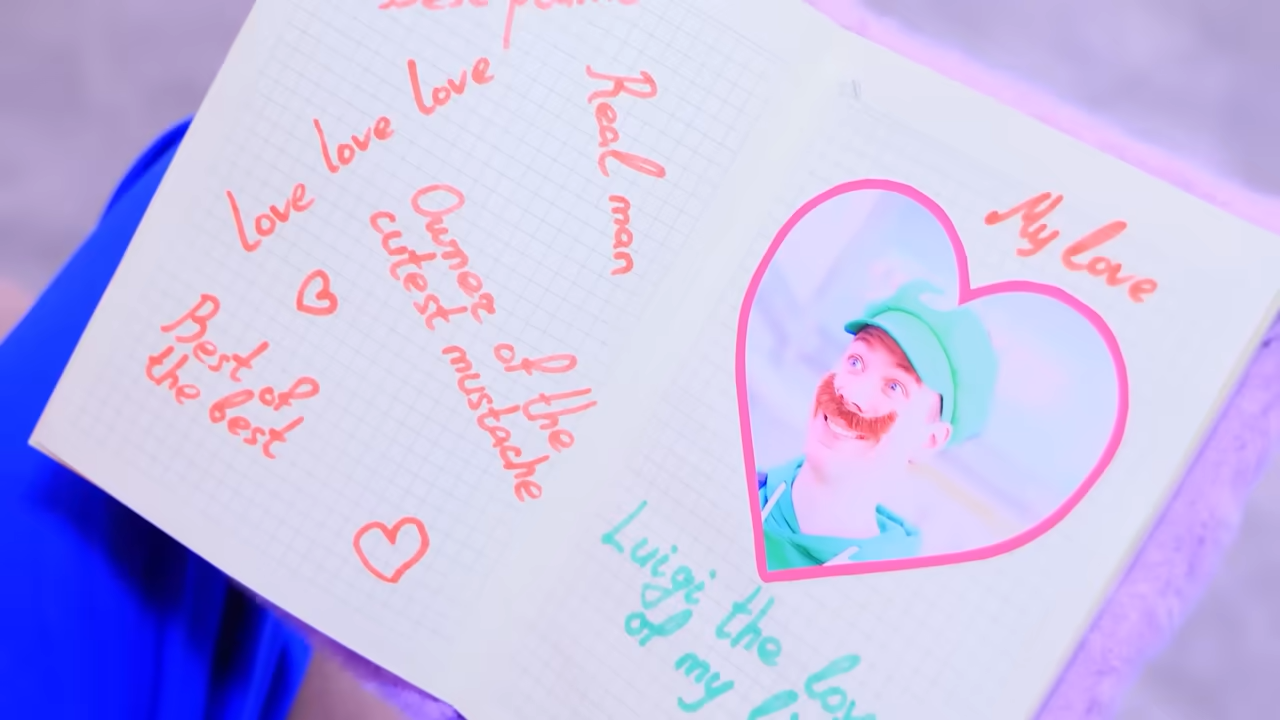 Best
Love love love
Real man
Owner of the
cutest mustache
Best of
the best
My love
Luigi the
of my